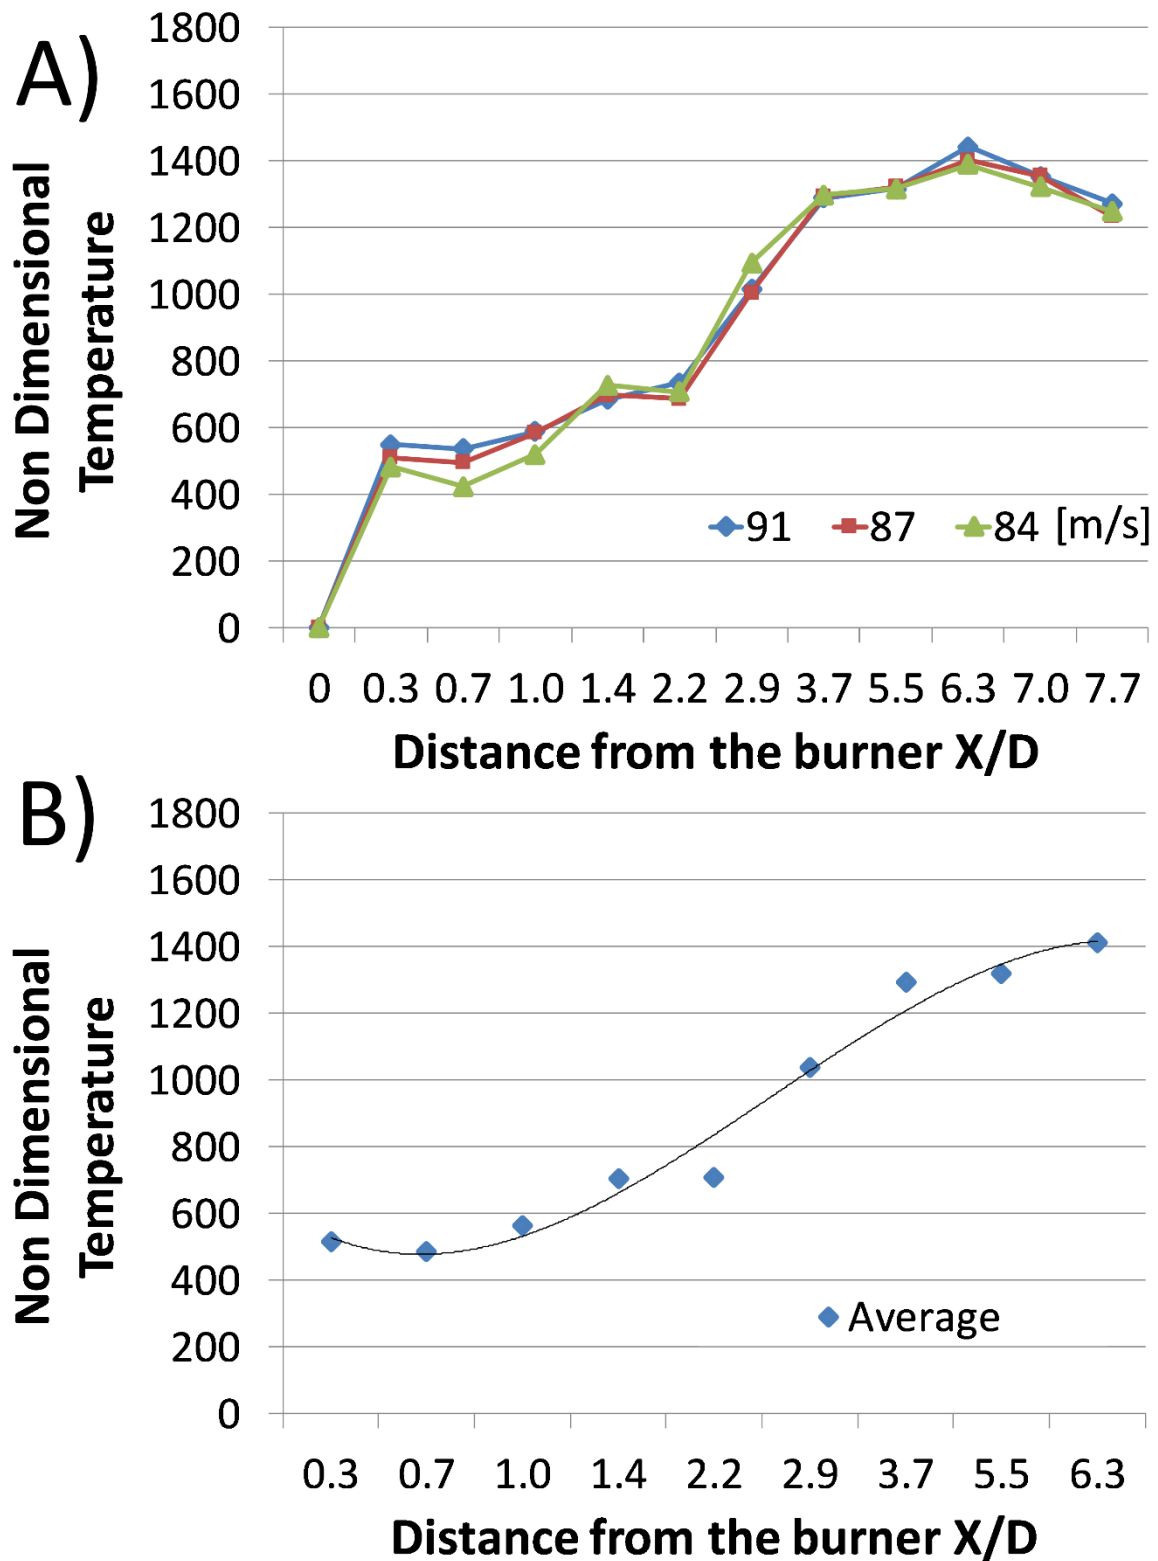 A)
Non Dimensional
Temperature
1800
1600
1400
1200
1000
800
600
400
200
0
91 87 84 [m/s]
0 0.3 0.7 1.0 1.4 2.2 2.9 3.7 5.5 6.3 7.0 7.7
Distance from the burner X/D
B)
Non Dimensional
Temperature
1800
1600
1400
1200
1000
800
600
400
200
0
Average
0.3 0.7 1.0 1.4 2.2 2.9 3.7 5.5 6.3
Distance from the burner X/D